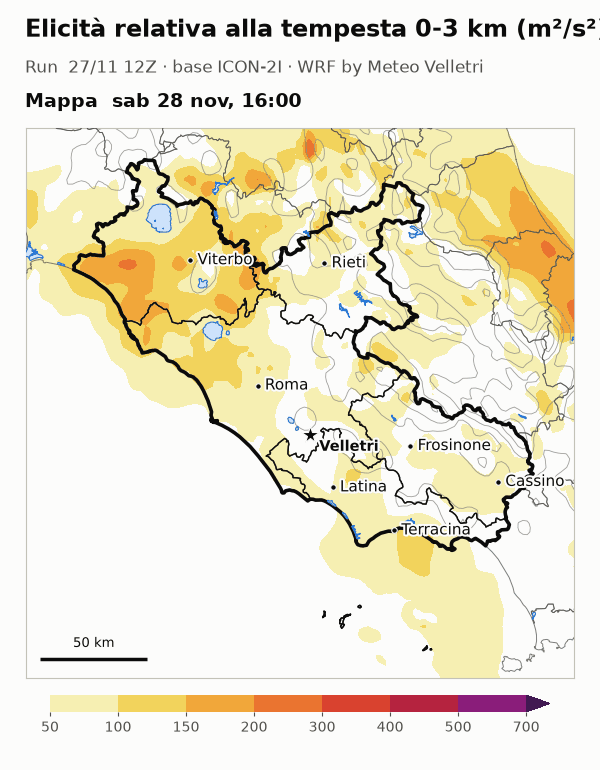 Elicità relativa alla tempesta 0-3 km (m²/s²)
Run  27/11 12Z · base ICON-2I · WRF by Meteo Velletri
Mappa  sab 28 nov, 16:00
Viterbo
Rieti
Roma
Velletri
Frosinone
Latina
Cassino
Terracina
50 km
50 100 150 200 300 400 500 700